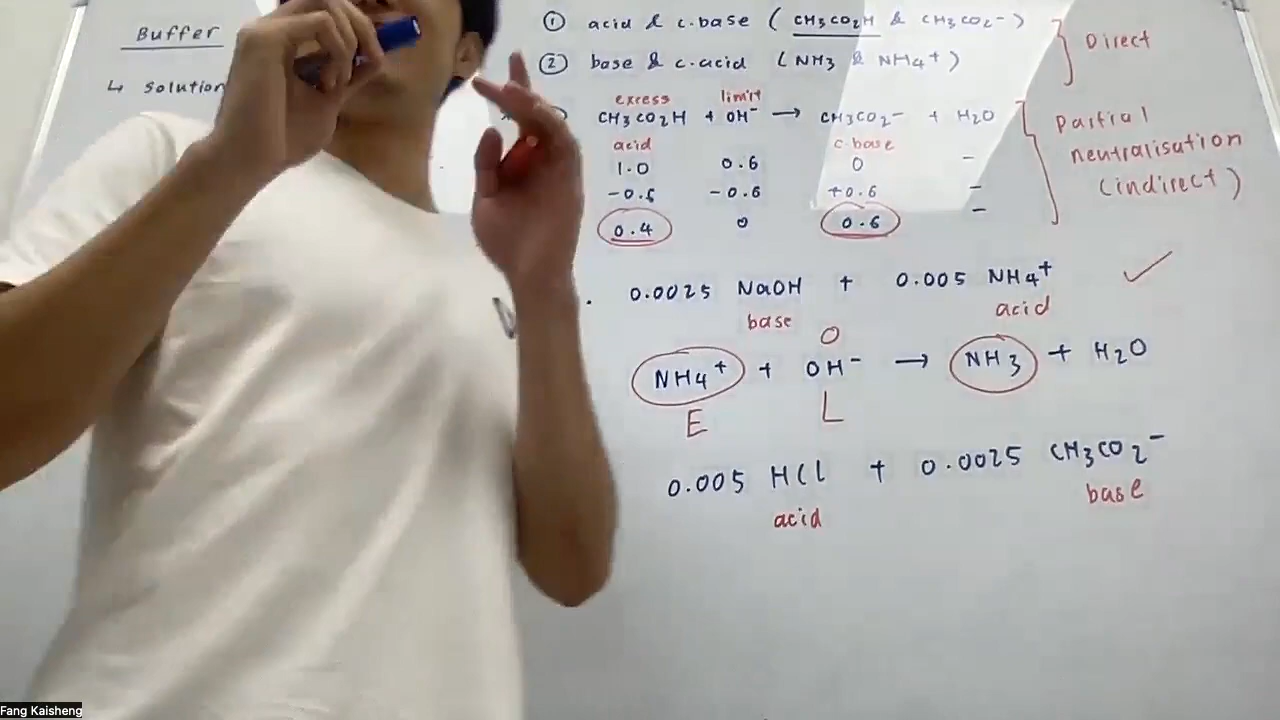 Buffer
↳ solution
① acid & c.base ( CH3CO2H & CH3CO2- )
② base & c.acid ( NH3 & NH4+ )
Direct
excess limit
CH3CO2H + OH- → CH3CO2- + H2O
acid c.base
1.0 0.6 0 -
-0.6 -0.6 +0.6 -
0.4 0 0.6 -
Partial
neutralisation
(indirect)
0.0025 NaOH + 0.005 NH4+ ✓
base acid
O
NH4+ + OH- → NH3 + H2O
E L
0.005 HCl + 0.0025 CH3CO2-
acid base
Fang Kaisheng